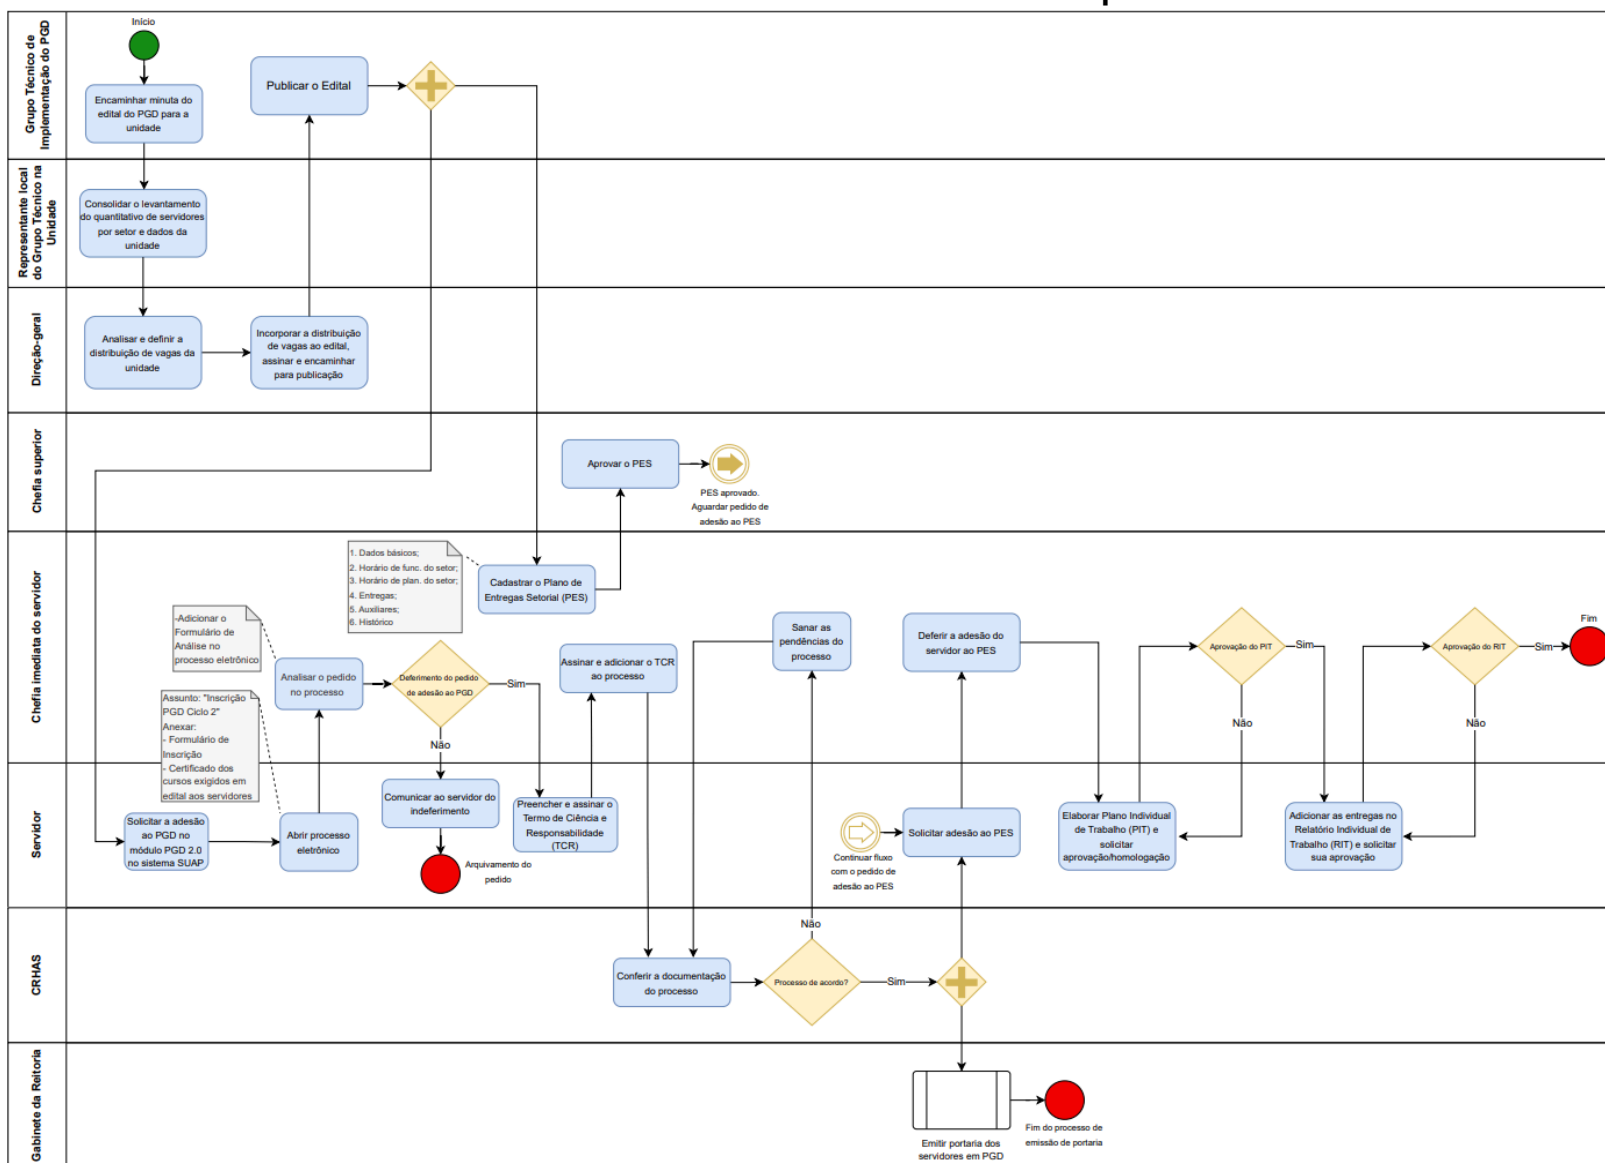 Grupo Técnico de
Implementação do PGD
Início
Encaminhar minuta do
edital do PGD para a
unidade
Publicar o Edital
Representante local
do Grupo Técnico na
Unidade
Consolidar o levantamento
do quantitativo de servidores
por setor e dados da
unidade
Direção-geral
Analisar e definir a
distribuição de vagas da
unidade
Incorporar a distribuição
de vagas ao edital,
assinar e encaminhar
para publicação
Chefia superior
Aprovar o PES
PES aprovado.
Aguardar pedido de
adesão ao PES
Chefia imediata do servidor
1. Dados básicos;
2. Horário de func. do setor;
3. Horário de plan. do setor;
4. Entregas;
5. Auxiliares;
6. Histórico
Cadastrar o Plano de
Entregas Setorial (PES)
-Adicionar o
Formulário de
Análise no
processo eletrônico
Analisar o pedido
no processo
Deferimento do pedido
de adesão ao PGD
Sim
Não
Assinar e adicionar o TCR
ao processo
Sanar as
pendências do
processo
Deferir a adesão do
servidor ao PES
Aprovação do PIT
Sim
Não
Aprovação do RIT
Sim
Não
Fim
Assunto: "Inscrição
PGD Ciclo 2"
Anexar:
- Formulário de
Inscrição
- Certificado dos
cursos exigidos em
edital aos servidores
Servidor
Solicitar a adesão
ao PGD no
módulo PGD 2.0
no sistema SUAP
Abrir processo
eletrônico
Comunicar ao servidor do
indeferimento
Arquivamento do
pedido
Preencher e assinar o
Termo de Ciência e
Responsabilidade
(TCR)
Continuar fluxo
com o pedido de
adesão ao PES
Solicitar adesão ao PES
Elaborar Plano Individual
de Trabalho (PIT) e
solicitar
aprovação/homologação
Adicionar as entregas no
Relatório Individual de
Trabalho (RIT) e solicitar
sua aprovação
CRHAS
Conferir a documentação
do processo
Processo de acordo?
Não
Sim
Gabinete da Reitoria
Emitir portaria dos
servidores em PGD
Fim do processo de
emissão de portaria